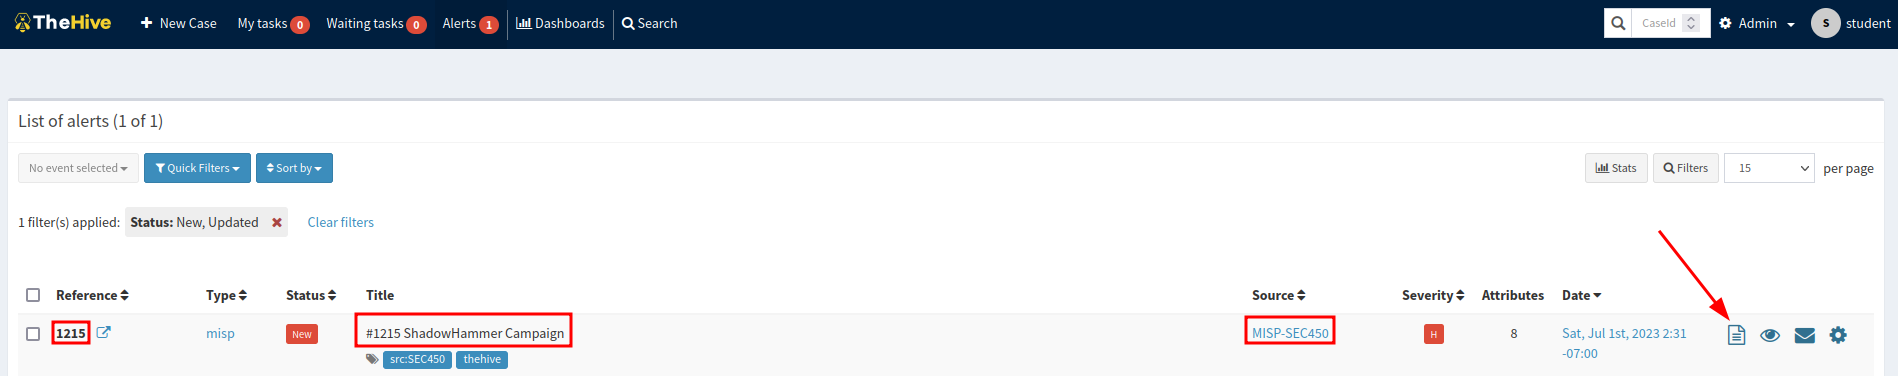 TheHive + New Case My tasks 0 Waiting tasks 0 Alerts 1 Dashboards Search CaseId Admin S student
List of alerts (1 of 1)
No event selected Quick Filters Sort by Stats Filters 15 per page
1 filter(s) applied: Status: New, Updated Clear filters
Reference Type Status Title Source Severity Attributes Date
1215 misp New #1215 ShadowHammer Campaign MISP-SEC450 H 8 Sat, Jul 1st, 2023 2:31
src:SEC450 thehive -07:00